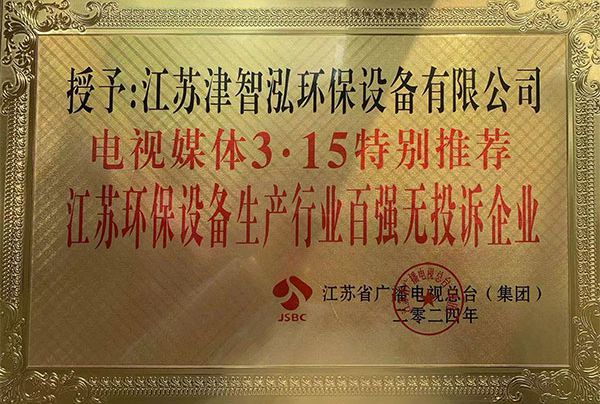 授予:江苏津智泓环保设备有限公司
电视媒体3·15特别推荐
江苏环保设备生产行业百强无投诉企业
JSBC
江苏省广播电视总台（集团）
二零二四年